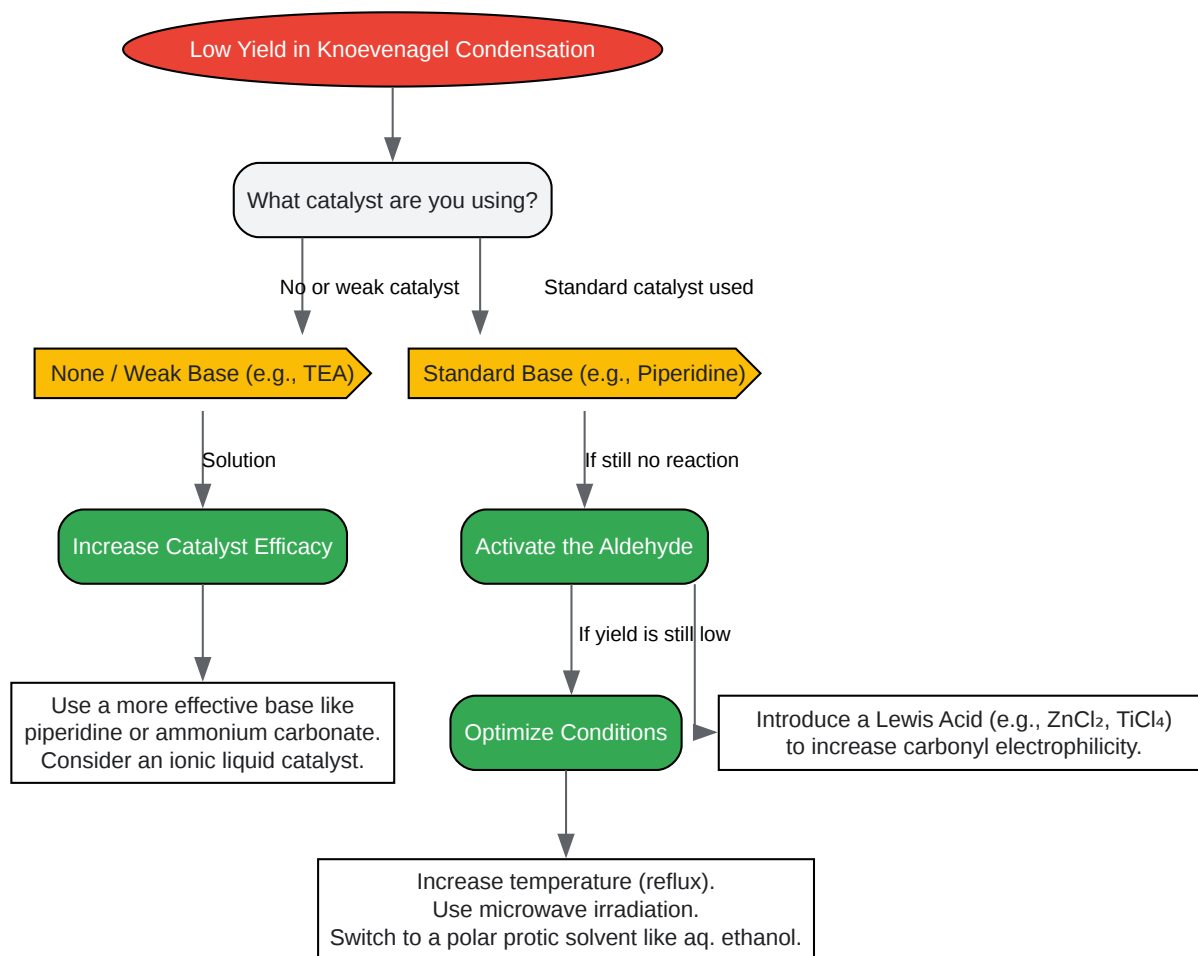 Low Yield in Knoevenagel Condensation
What catalyst are you using?
No or weak catalyst
Standard catalyst used
None / Weak Base (e.g., TEA)
Standard Base (e.g., Piperidine)
Solution
If still no reaction
Increase Catalyst Efficacy
Activate the Aldehyde
If yield is still low
Use a more effective base like
piperidine or ammonium carbonate.
Consider an ionic liquid catalyst.
Optimize Conditions
Introduce a Lewis Acid (e.g., ZnCl₂, TiCl₄)
to increase carbonyl electrophilicity.
Increase temperature (reflux).
Use microwave irradiation.
Switch to a polar protic solvent like aq. ethanol.